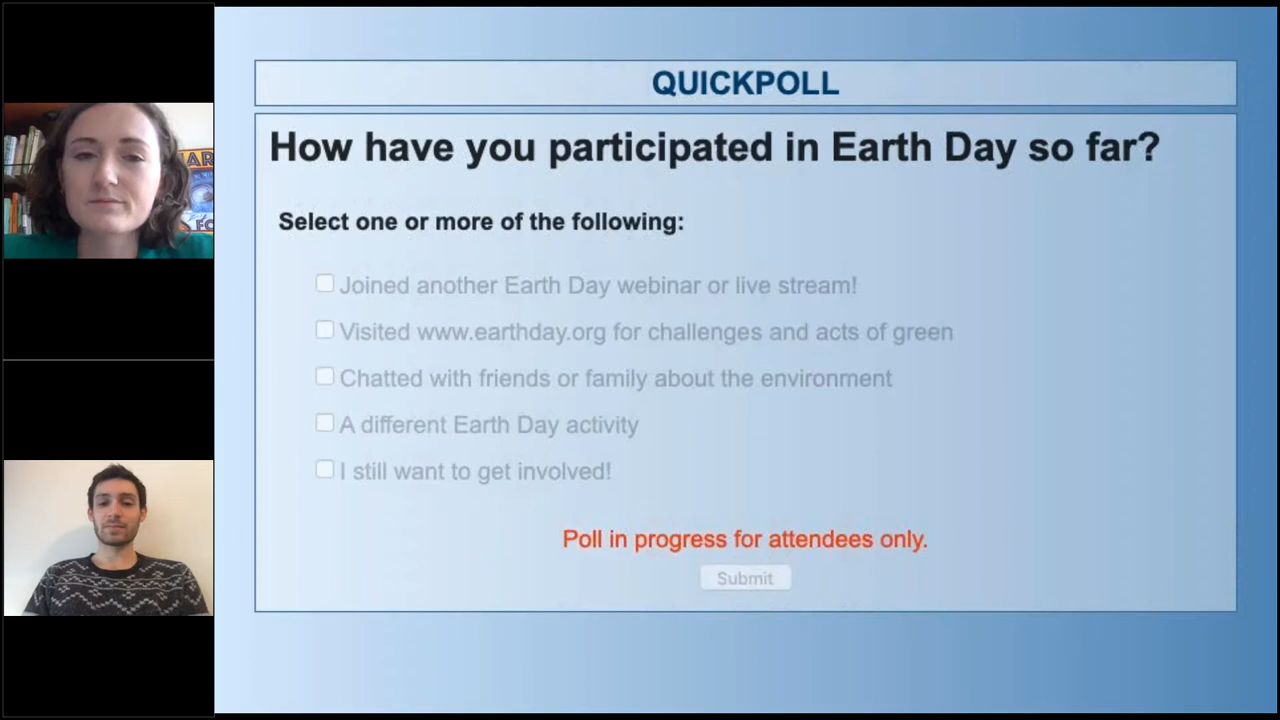 QUICKPOLL
How have you participated in Earth Day so far?
Select one or more of the following:
Joined another Earth Day webinar or live stream!
Visited www.earthday.org for challenges and acts of green
Chatted with friends or family about the environment
A different Earth Day activity
I still want to get involved!
Poll in progress for attendees only.
Submit